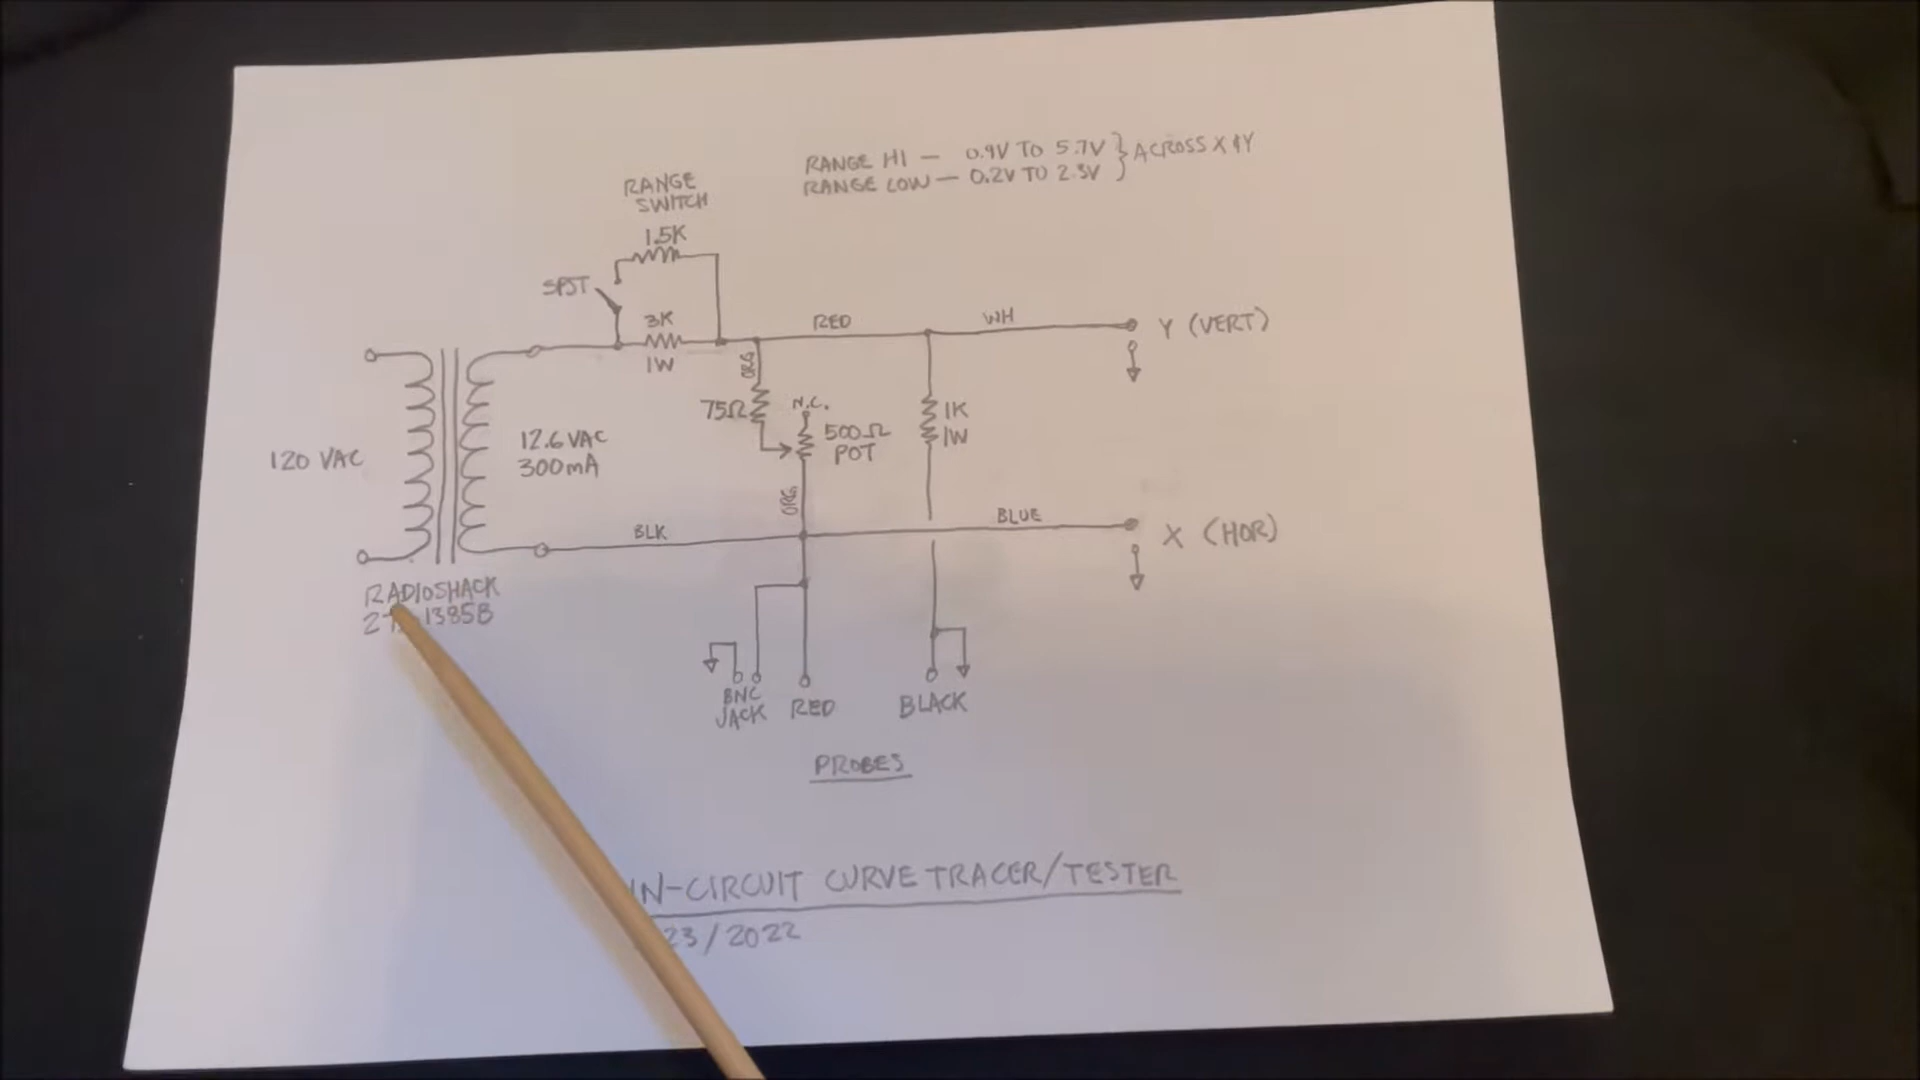 RANGE HI — 0.9V TO 5.7V } ACROSS X & Y
RANGE LOW — 0.2V TO 2.3V
RANGE
SWITCH
1.5K
SPST
3K
1W
RED
WH
Y (VERT)
ORG
75Ω
N.C.
500Ω
POT
1K
1W
120 VAC
12.6 VAC
300mA
ORG
BLK
BLUE
X (HOR)
RADIOSHACK
1385B
BNC
JACK
RED
BLACK
PROBES
IN-CIRCUIT CURVE TRACER/TESTER
23/2022